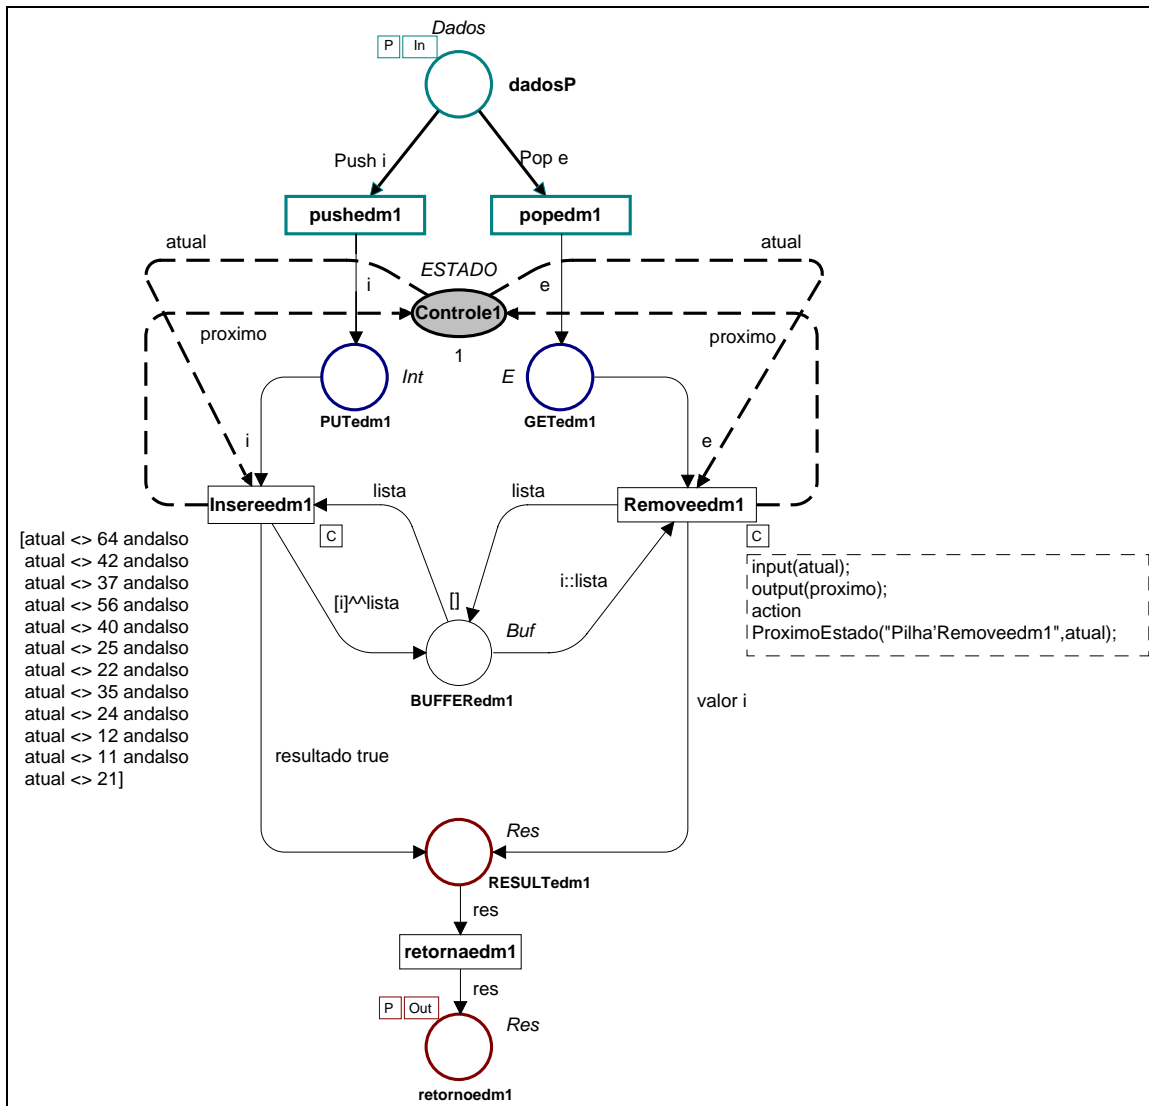 Dados
P In
dadosP
Push i
Pop e
pushedm1
popedm1
atual
atual
ESTADO
i
e
Controle1
proximo
proximo
1
Int
E
PUTedm1
GETedm1
i
e
Insereedm1
lista
lista
Removeedm1
C
C
[atual <> 64 andalso
atual <> 42 andalso
atual <> 37 andalso
atual <> 56 andalso
atual <> 40 andalso
atual <> 25 andalso
atual <> 22 andalso
atual <> 35 andalso
atual <> 24 andalso
atual <> 12 andalso
atual <> 11 andalso
atual <> 21]
input(atual);
output(proximo);
action
ProximoEstado("Pilha'Removeedm1",atual);
[i]^^lista
[]
i::lista
Buf
BUFFERedm1
valor i
resultado true
Res
RESULTedm1
res
retornaedm1
res
P Out
Res
retornoedm1